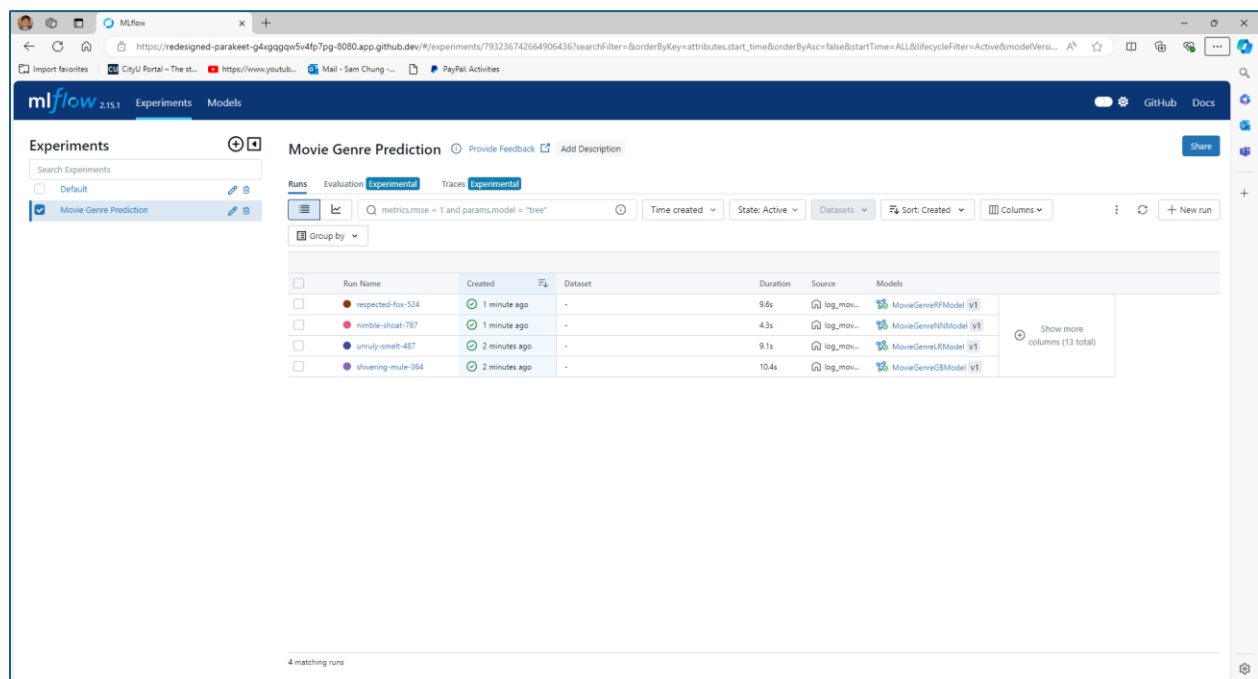 MLflow
https://redesigned-parakeet-g4xgqgqw5v4fp7pg-8080.app.github.dev/#/experiments/793236742664906436?searchFilter=&orderByKey=attributes.start_time&orderByAsc=false&startTime=ALL&lifecycleFilter=Active&modelVersi...
Import favorites CU CityU Portal – The st... https://www.youtub... Mail - Sam Chung -... PayPal: Activities
mlflow 2.15.1 Experiments Models GitHub Docs
Experiments
Search Experiments
Default
Movie Genre Prediction
Movie Genre Prediction Provide Feedback Add Description Share
Runs Evaluation Experimental Traces Experimental
metrics.rmse < 1 and params.model = "tree" Time created State: Active Datasets Sort: Created Columns + New run
Group by
Run Name Created Dataset Duration Source Models
respected-fox-524 1 minute ago - 9.6s log_mov... MovieGenreRFModel v1
nimble-shoat-787 1 minute ago - 4.3s log_mov... MovieGenreNNModel v1
unruly-smelt-487 2 minutes ago - 9.1s log_mov... MovieGenreLRModel v1
shivering-mule-364 2 minutes ago - 10.4s log_mov... MovieGenreGBModel v1
Show more
columns (13 total)
4 matching runs